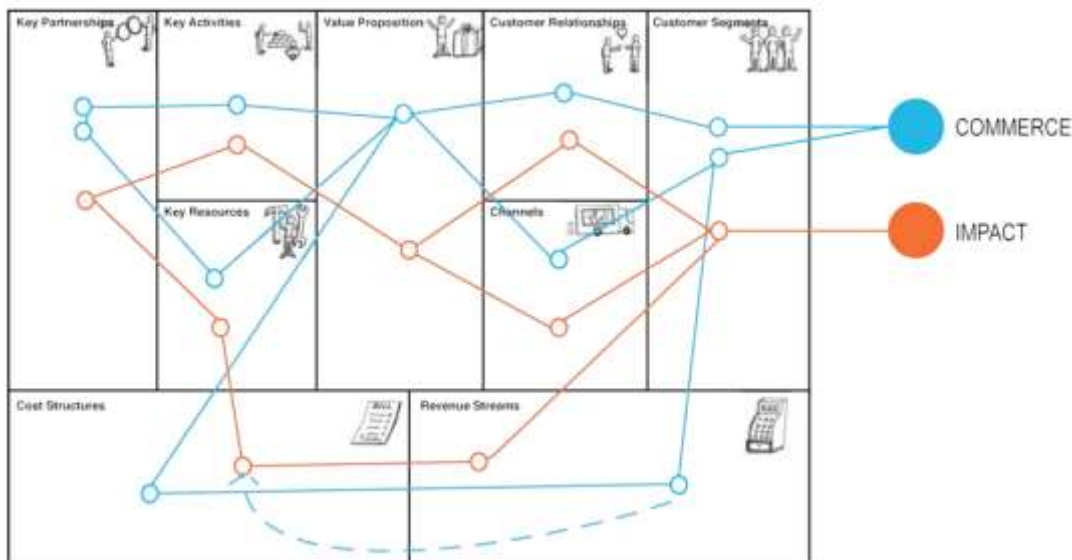 Key Partnerships
Key Activities
Value Proposition
Customer Relationships
Customer Segments
COMMERCE
Key Resources
Channels
IMPACT
Cost Structures
Revenue Streams